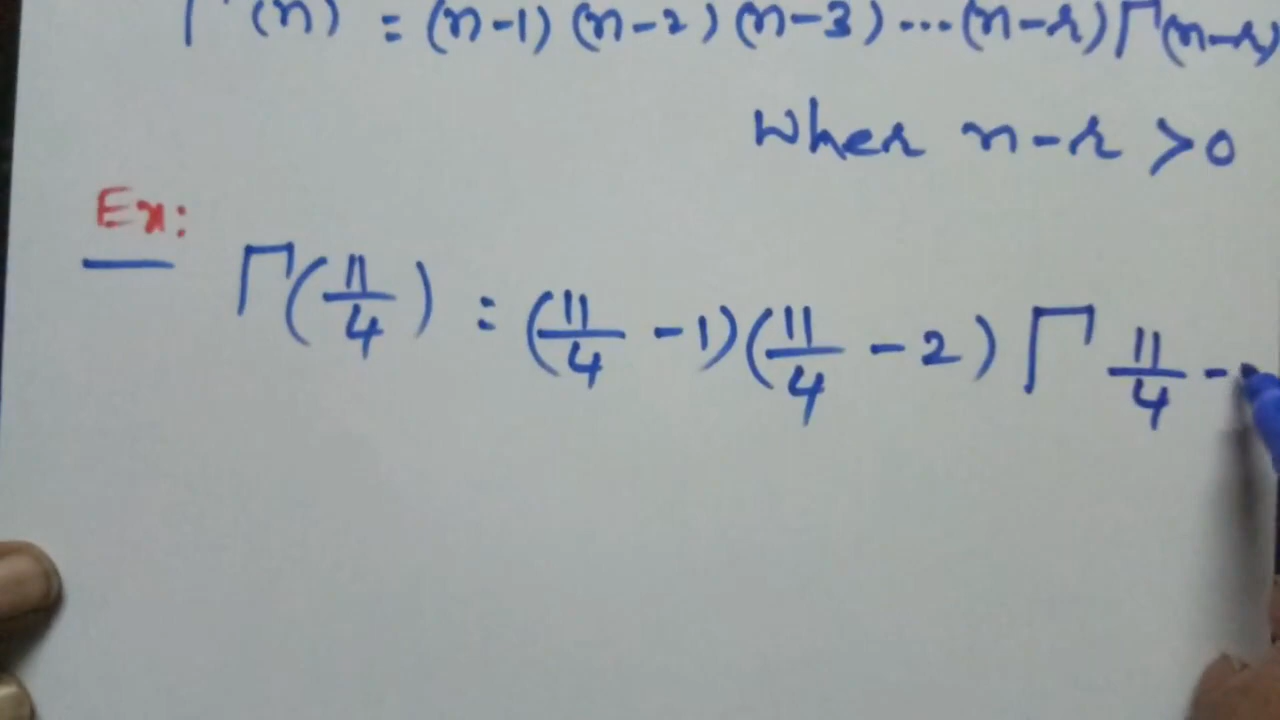 Γ(n) = (n-1) (n-2) (n-3) ... (n-r) Γ(n-r)
When n-r > 0
Ex:
Γ(11/4) = (11/4 - 1)(11/4 - 2) Γ 11/4 -